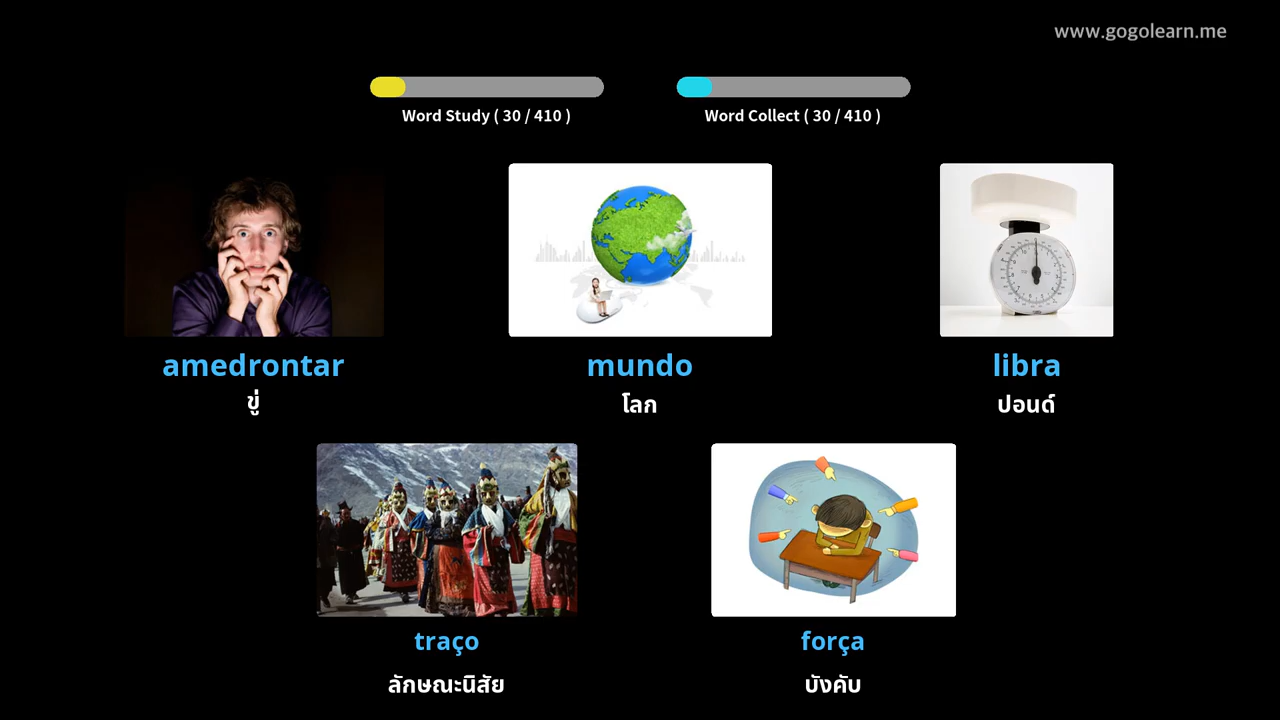 www.gogolearn.me
Word Study ( 30 / 410 )
Word Collect ( 30 / 410 )
amedrontar
ขู่
mundo
โลก
libra
ปอนด์
traço
ลักษณะนิสัย
força
บังคับ